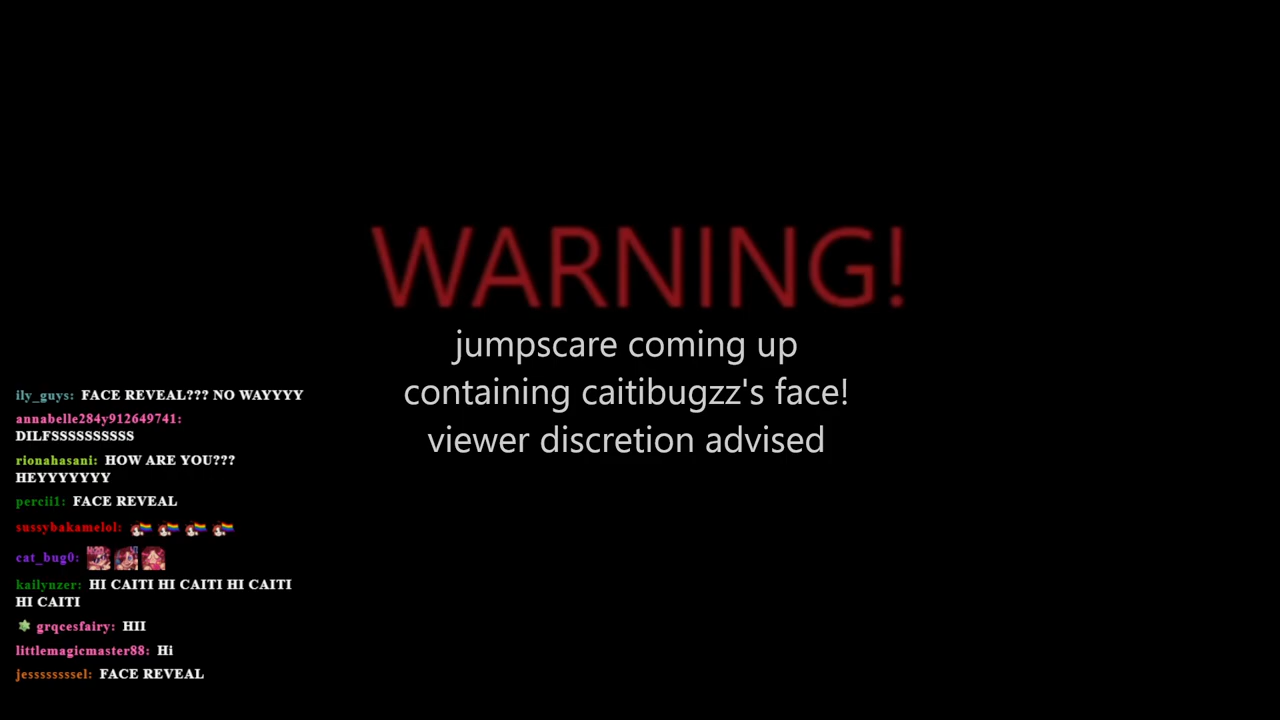 WARNING!
jumpscare coming up
containing caitibugzz's face!
viewer discretion advised
ily_guys: FACE REVEAL??? NO WAYYYY
annabelle284y912649741:
DILFSSSSSSSSSS
rionahasani: HOW ARE YOU???
HEYYYYYYY
percii1: FACE REVEAL
sussybakamelol:
cat_bug0:
kailynzer: HI CAITI HI CAITI HI CAITI
HI CAITI
grqcesfairy: HII
littlemagicmaster88: Hi
jessssssssel: FACE REVEAL